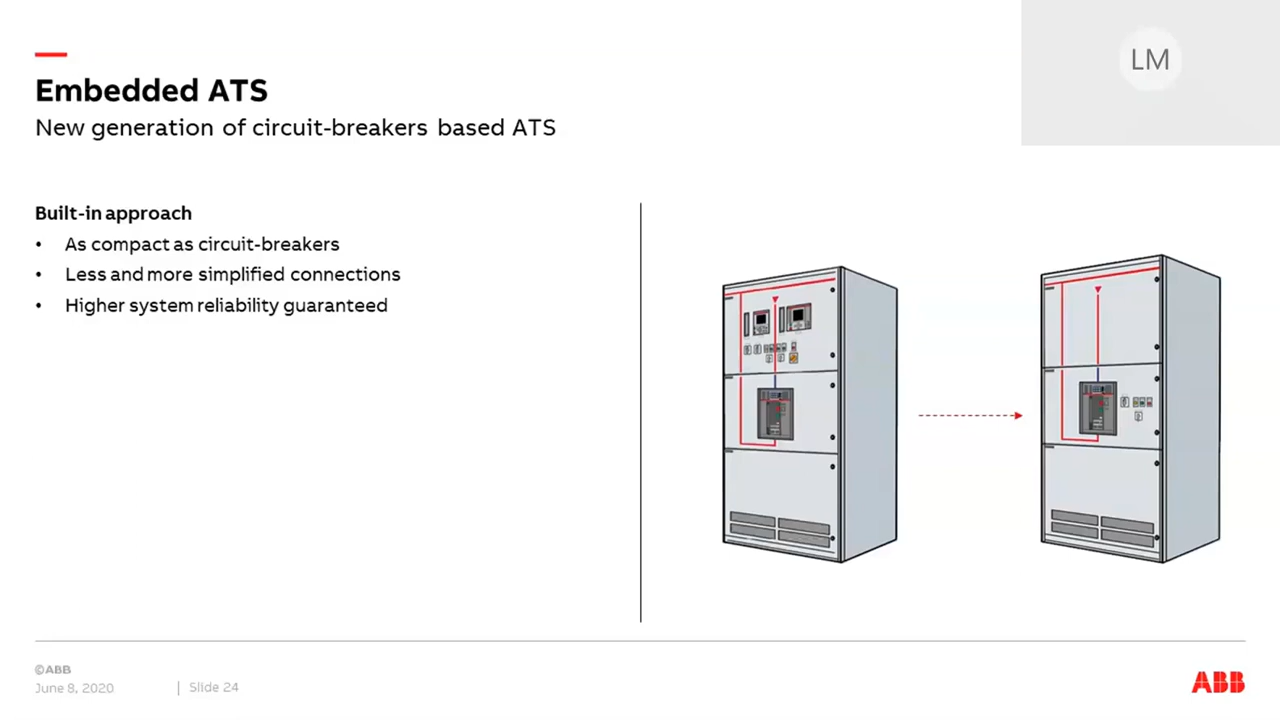 LM
Embedded ATS
New generation of circuit-breakers based ATS
Built-in approach
• As compact as circuit-breakers
• Less and more simplified connections
• Higher system reliability guaranteed
©ABB
June 8, 2020 | Slide 24
ABB